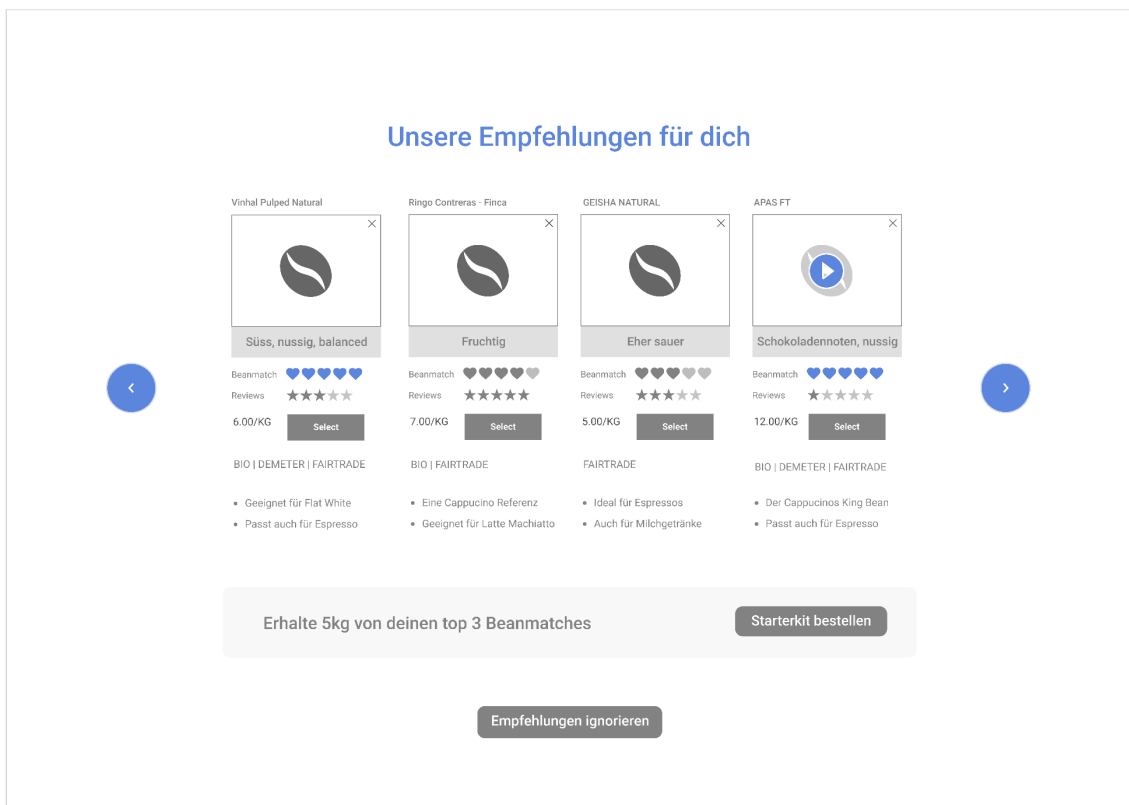 Unsere Empfehlungen für dich
Vinhal Pulped Natural
Süss, nussig, balanced
Beanmatch
Reviews
6.00/KG
Select
BIO | DEMETER | FAIRTRADE
Geeignet für Flat White
Passt auch für Espresso
Ringo Contreras - Finca
Fruchtig
Beanmatch
Reviews
7.00/KG
Select
BIO | FAIRTRADE
Eine Cappucino Referenz
Geeignet für Latte Machiatto
GEISHA NATURAL
Eher sauer
Beanmatch
Reviews
5.00/KG
Select
FAIRTRADE
Ideal für Espressos
Auch für Milchgetränke
APAS FT
Schokoladennoten, nussig
Beanmatch
Reviews
12.00/KG
Select
BIO | DEMETER | FAIRTRADE
Der Cappucinos King Bean
Passt auch für Espresso
Erhalte 5kg von deinen top 3 Beanmatches
Starterkit bestellen
Empfehlungen ignorieren